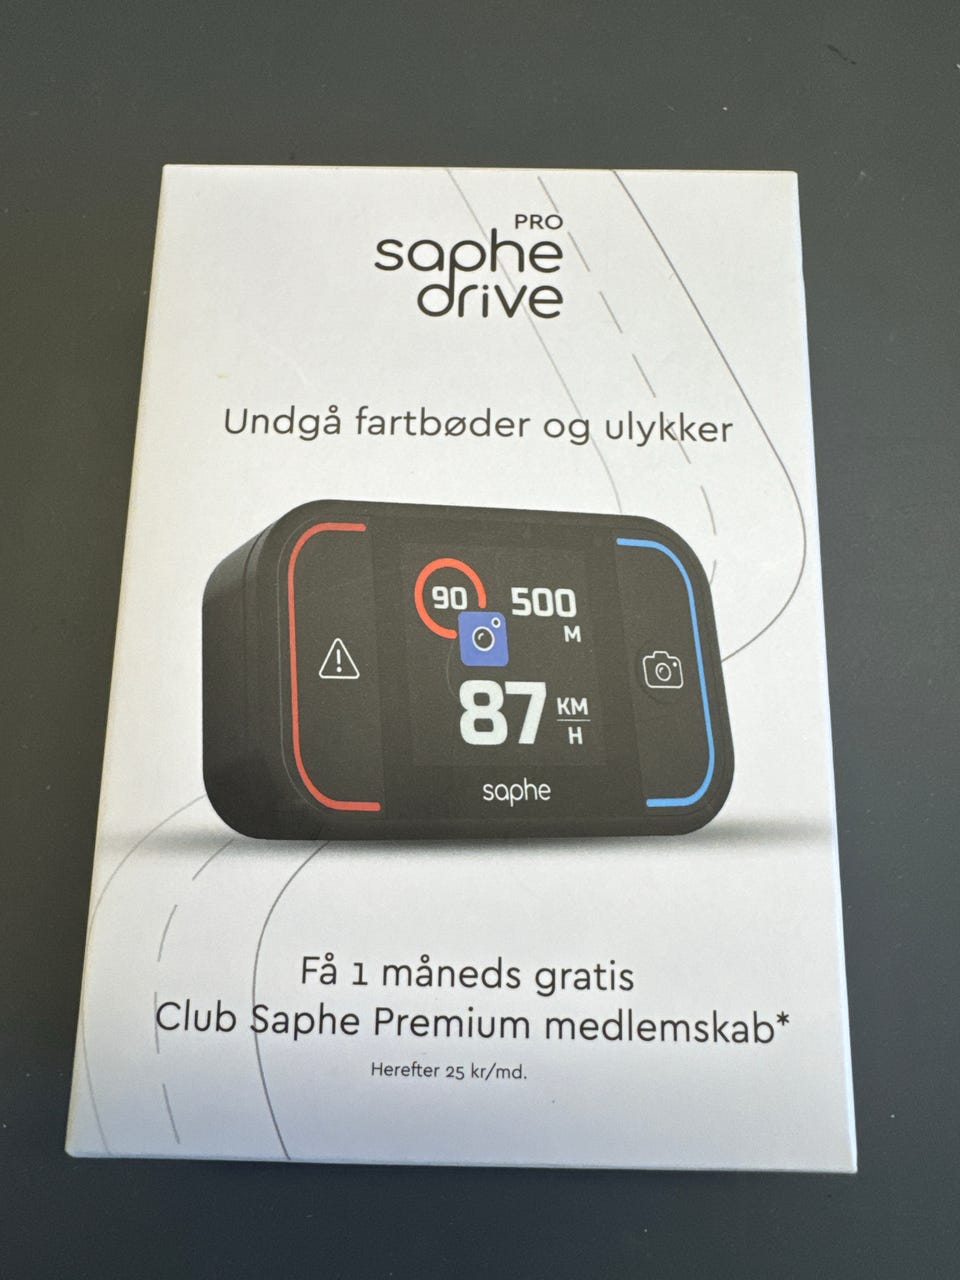 PRO
saphe
drive
Undgå fartbøder og ulykker
90 500
M
87 KM
H
saphe
Få 1 måneds gratis
Club Saphe Premium medlemskab*
Herefter 25 kr/md.